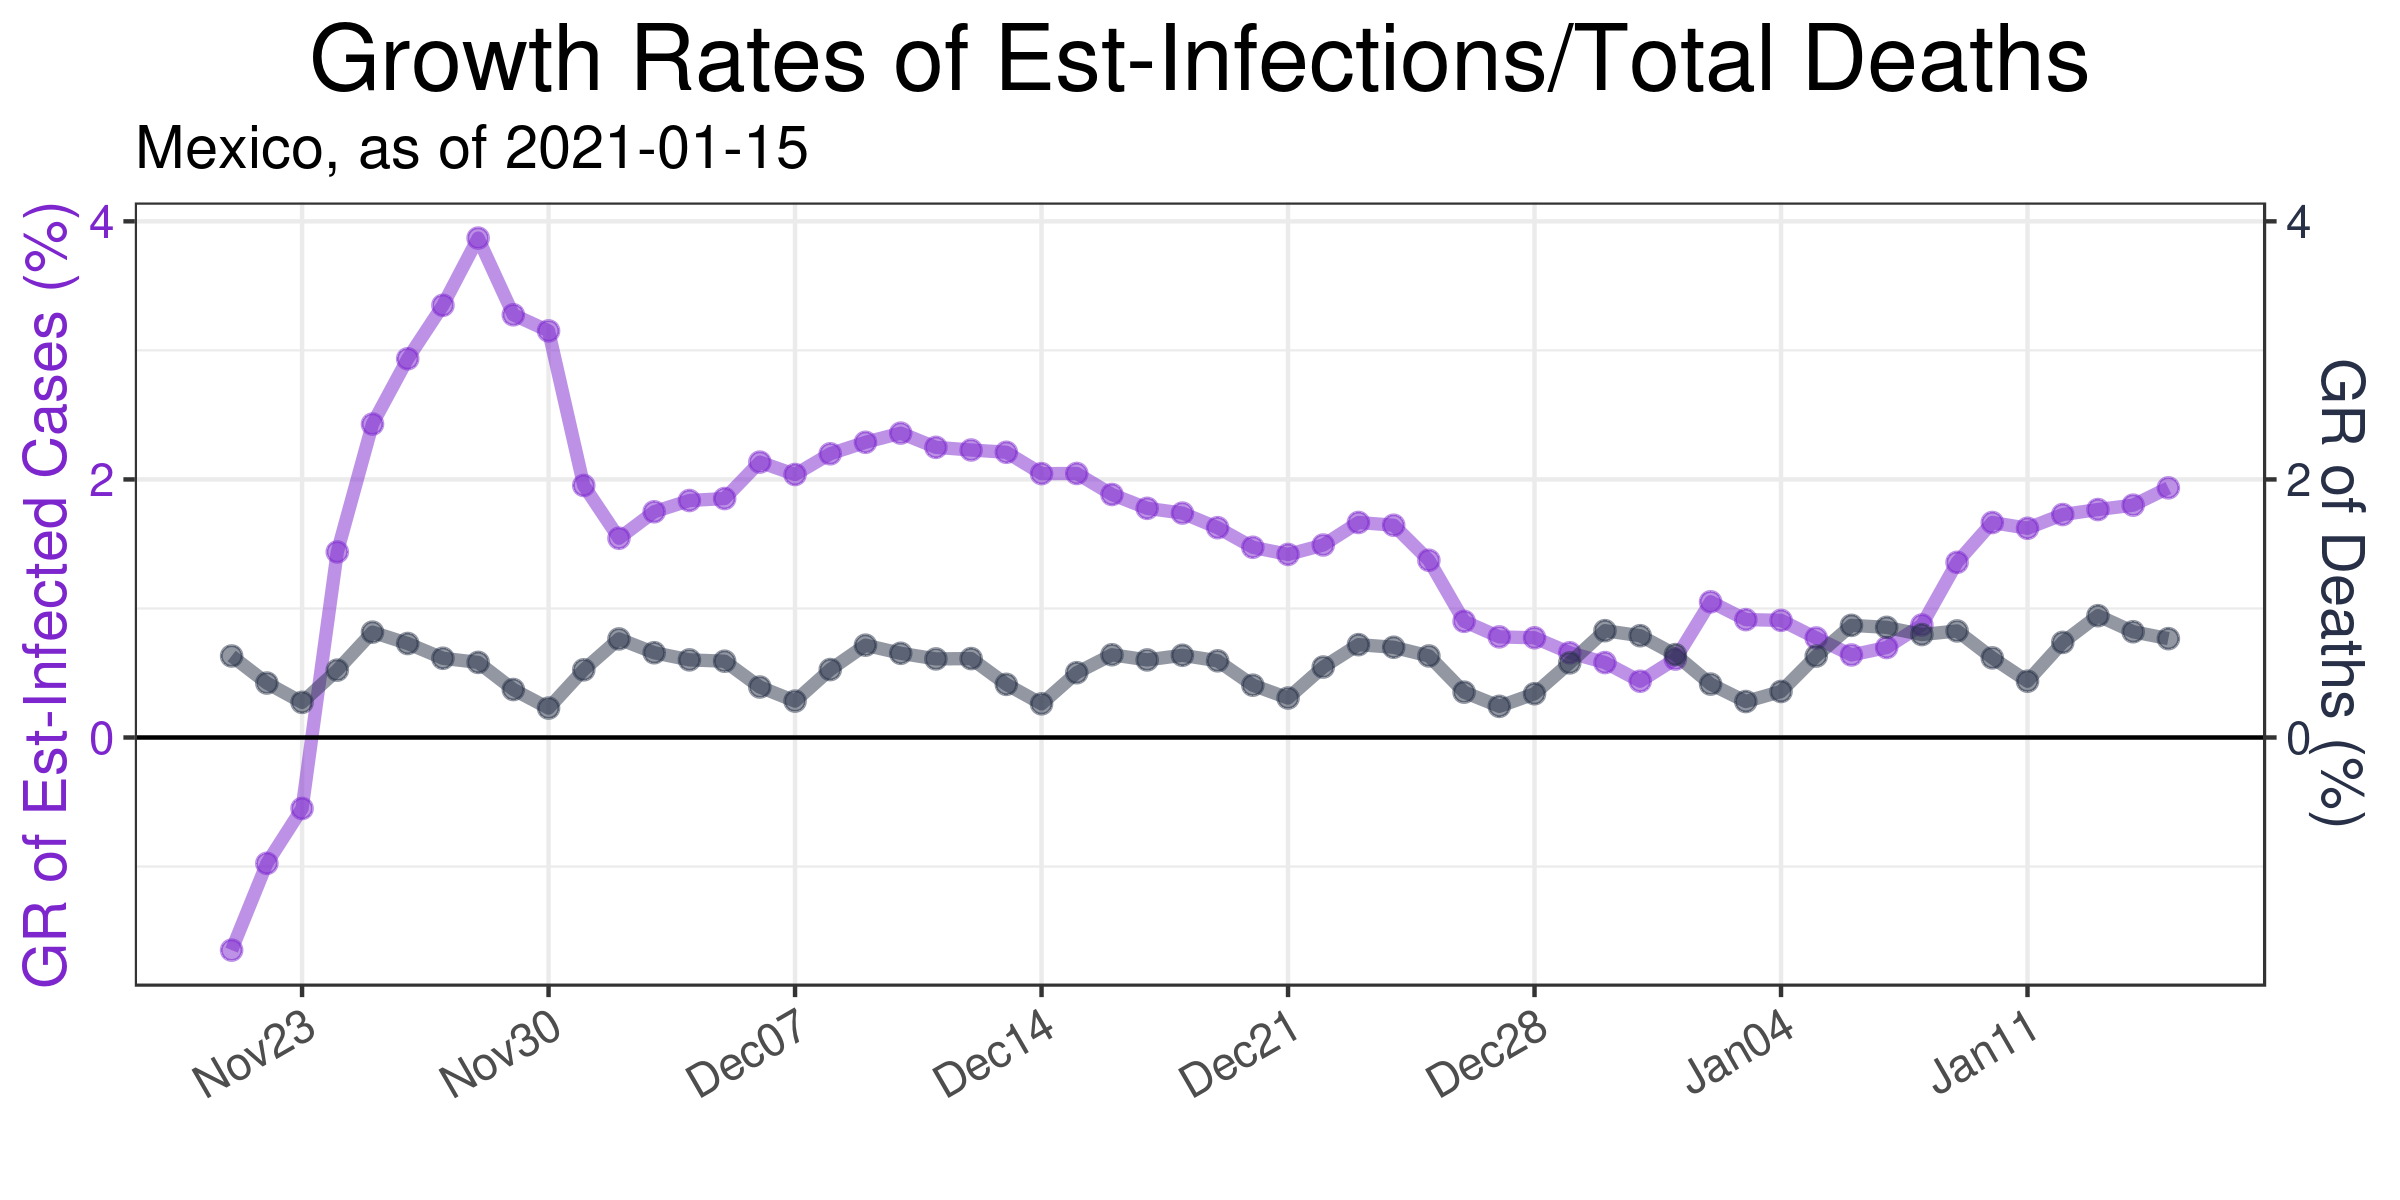 Growth Rates of Est-Infections/Total Deaths
Mexico, as of 2021-01-15
GR of Est-Infected Cases (%)
4
2
0
4
2
0
GR of Deaths (%)
Nov23
Nov30
Dec07
Dec14
Dec21
Dec28
Jan04
Jan11